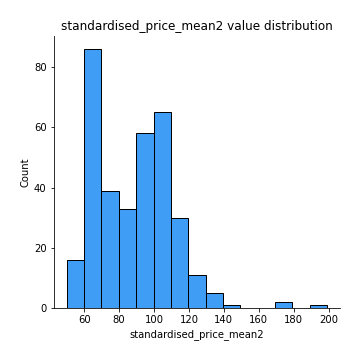 standardised_price_mean2 value distribution
80
60
40
20
0
Count
60 80 100 120 140 160 180 200
standardised_price_mean2